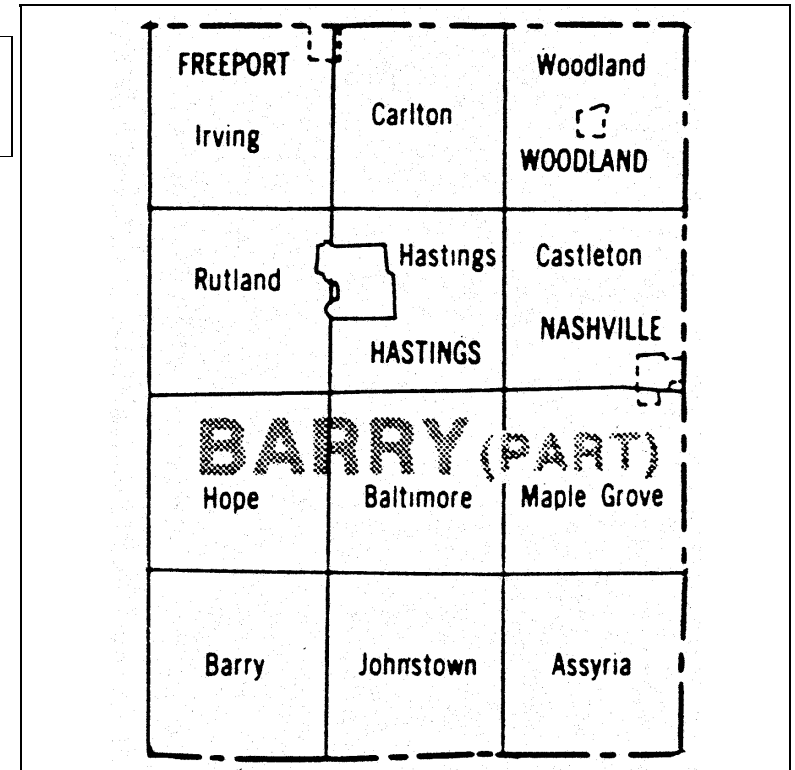 FREEPORT
Irving
Carlton
Woodland
WOODLAND
Rutland
Hastings
HASTINGS
Castleton
NASHVILLE
BARRY (PART)
Hope
Baltimore
Maple Grove
Barry
Johnstown
Assyria